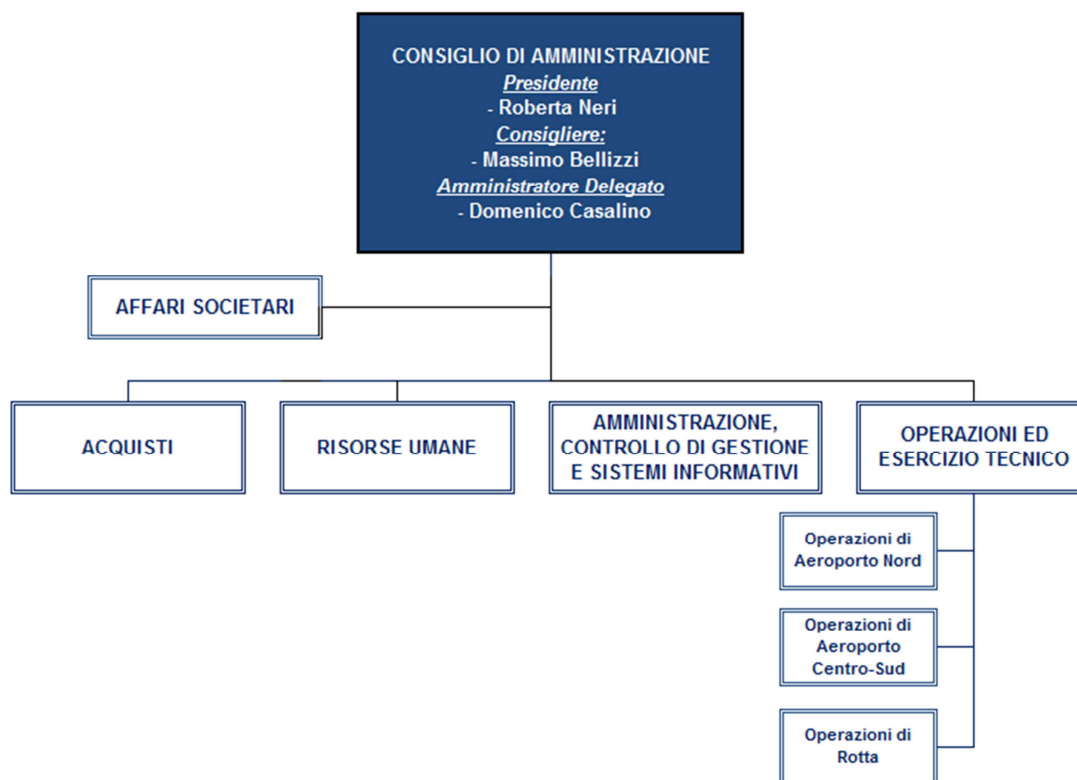 CONSIGLIO DI AMMINISTRAZIONE
Presidente
- Roberta Neri
Consigliere:
- Massimo Bellizzi
Amministratore Delegato
- Domenico Casalino
AFFARI SOCIETARI
ACQUISTI
RISORSE UMANE
AMMINISTRAZIONE,
CONTROLLO DI GESTIONE
E SISTEMI INFORMATIVI
OPERAZIONI ED
ESERCIZIO TECNICO
Operazioni di
Aeroporto Nord
Operazioni di
Aeroporto
Centro-Sud
Operazioni di
Rotta